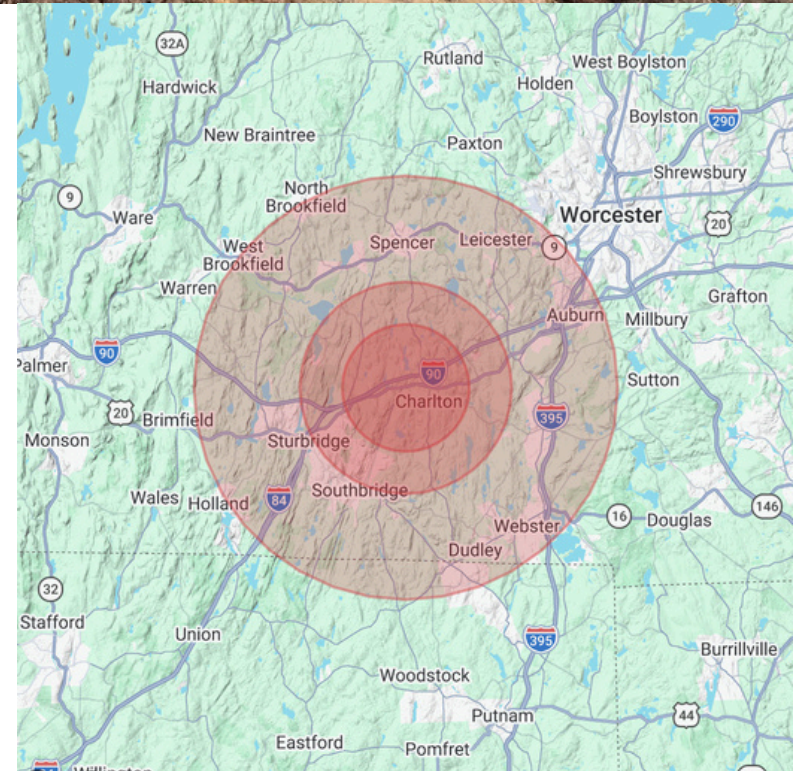 32A
Rutland
West Boylston
Hardwick
Holden
Boylston
290
New Braintree
Paxton
Shrewsbury
9
North
Brookfield
Ware
Worcester
20
West
Brookfield
Spencer
Leicester
9
Warren
Grafton
Auburn
Millbury
90
Palmer
90
Sutton
Charlton
20
Brimfield
395
Monson
Sturbridge
Wales
Holland
84
Southbridge
146
Webster
16
Douglas
Dudley
32
Stafford
Union
395
Burrillville
Woodstock
Putnam
44
Eastford
Pomfret
Willington